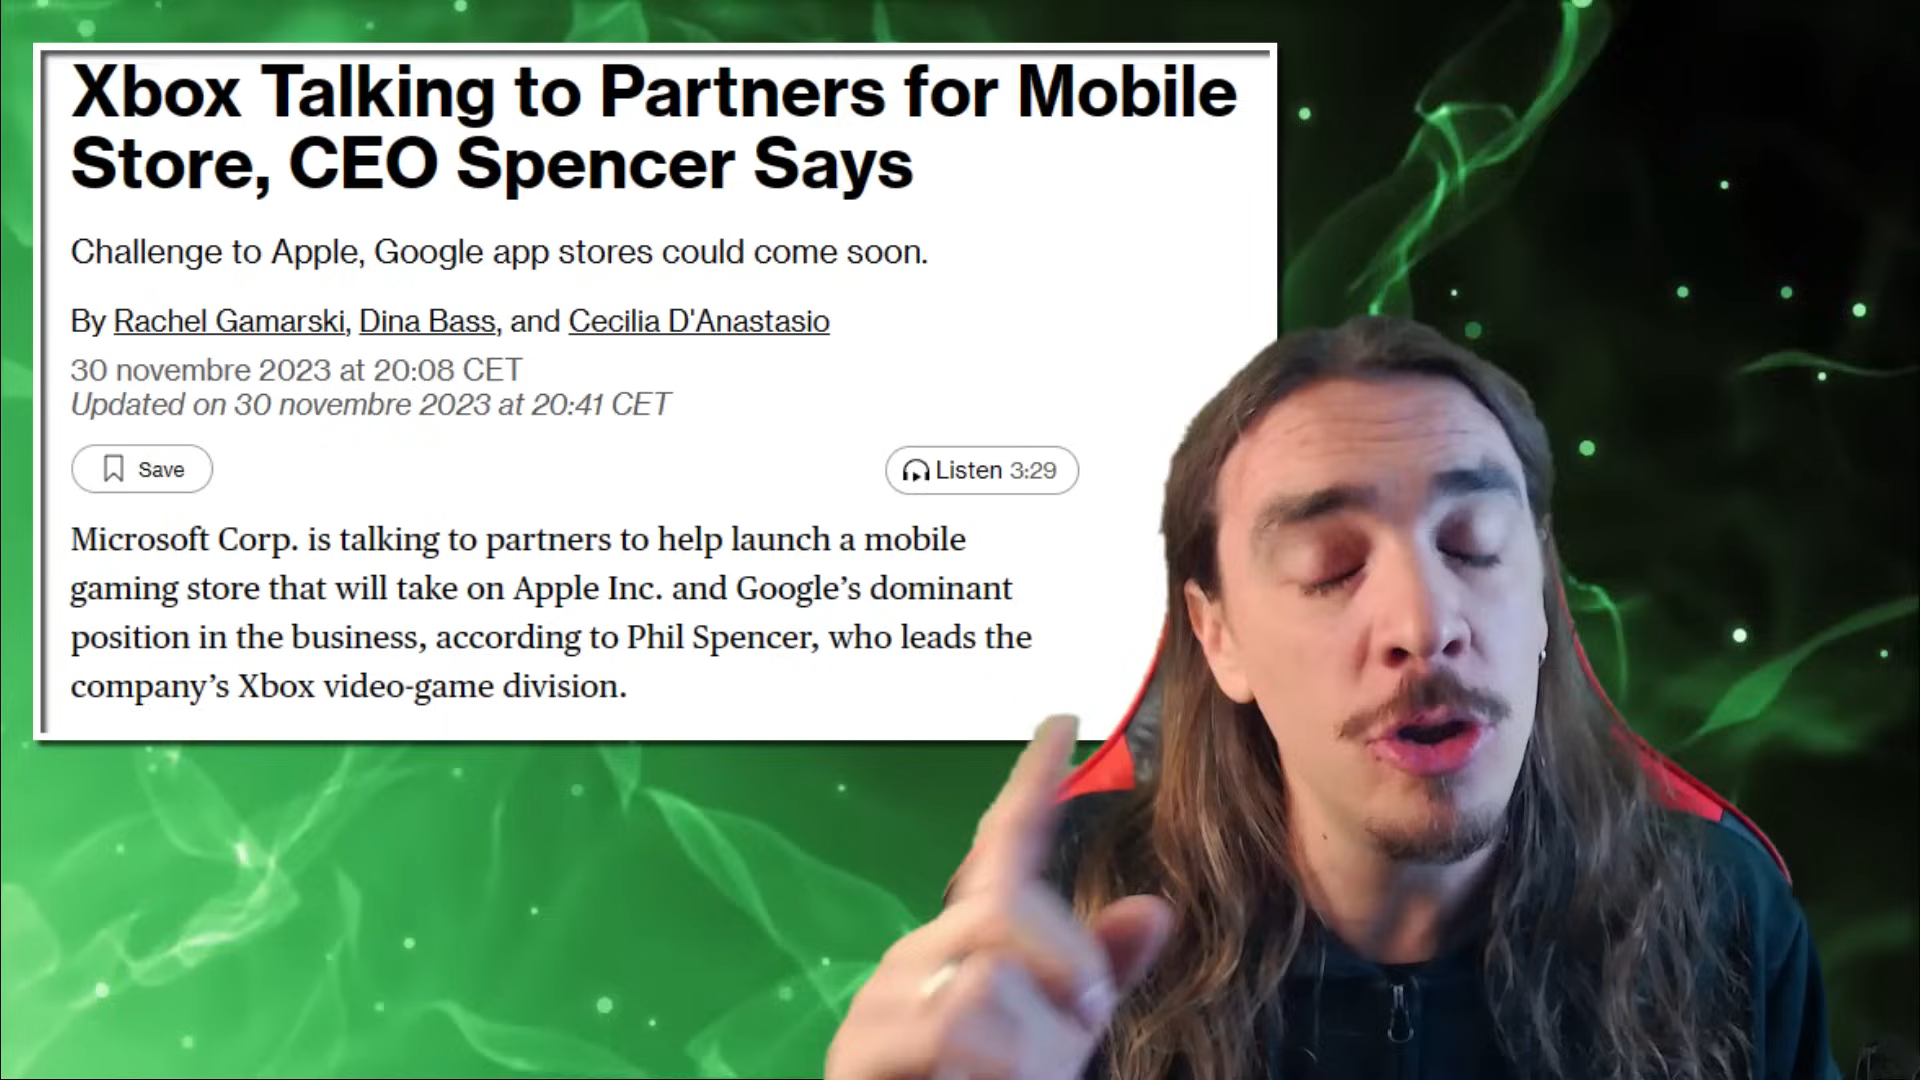 Xbox Talking to Partners for Mobile
Store, CEO Spencer Says
Challenge to Apple, Google app stores could come soon.
By Rachel Gamarski, Dina Bass, and Cecilia D'Anastasio
30 novembre 2023 at 20:08 CET
Updated on 30 novembre 2023 at 20:41 CET
Save
Listen 3:29
Microsoft Corp. is talking to partners to help launch a mobile
gaming store that will take on Apple Inc. and Google’s dominant
position in the business, according to Phil Spencer, who leads the
company’s Xbox video-game division.